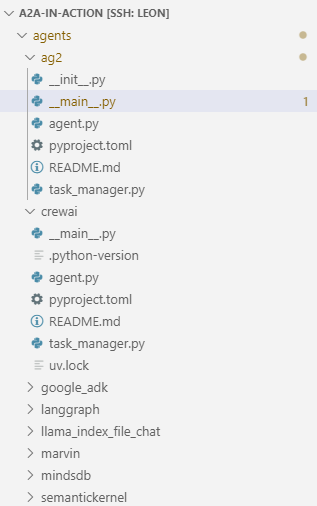 A2A-IN-ACTION [SSH: LEON]
agents
ag2
__init__.py
__main__.py 1
agent.py
pyproject.toml
README.md
task_manager.py
crewai
__main__.py
.python-version
agent.py
pyproject.toml
README.md
task_manager.py
uv.lock
google_adk
langgraph
llama_index_file_chat
marvin
mindsdb
semantickernel